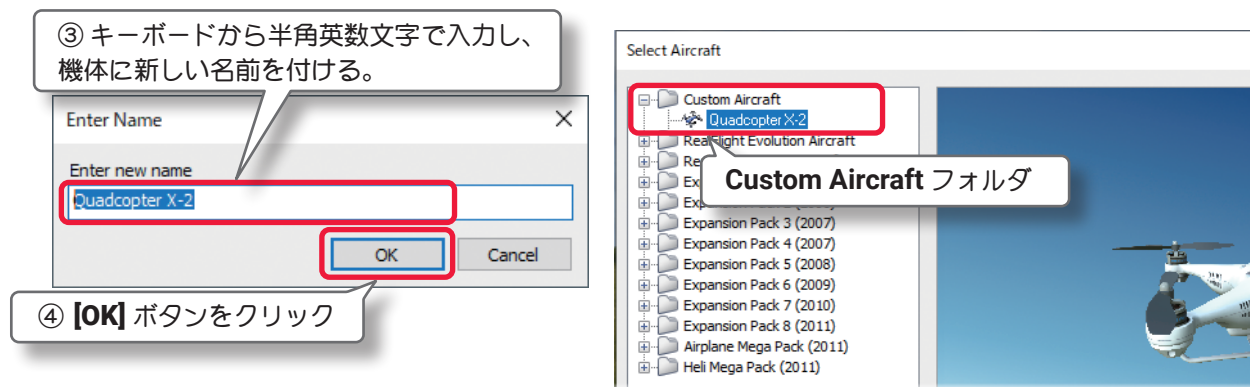 ③ キーボードから半角英数文字で入力し、
機体に新しい名前を付ける。
Enter Name
Enter new name
Quadcopter X-2
OK
Cancel
④ [OK] ボタンをクリック
Select Aircraft
Custom Aircraft
Quadcopter X-2
RealFlight Evolution Aircraft
Custom Aircraft フォルダ
Expansion Pack 3 (2007)
Expansion Pack 4 (2007)
Expansion Pack 5 (2008)
Expansion Pack 6 (2009)
Expansion Pack 7 (2010)
Expansion Pack 8 (2011)
Airplane Mega Pack (2011)
Heli Mega Pack (2011)